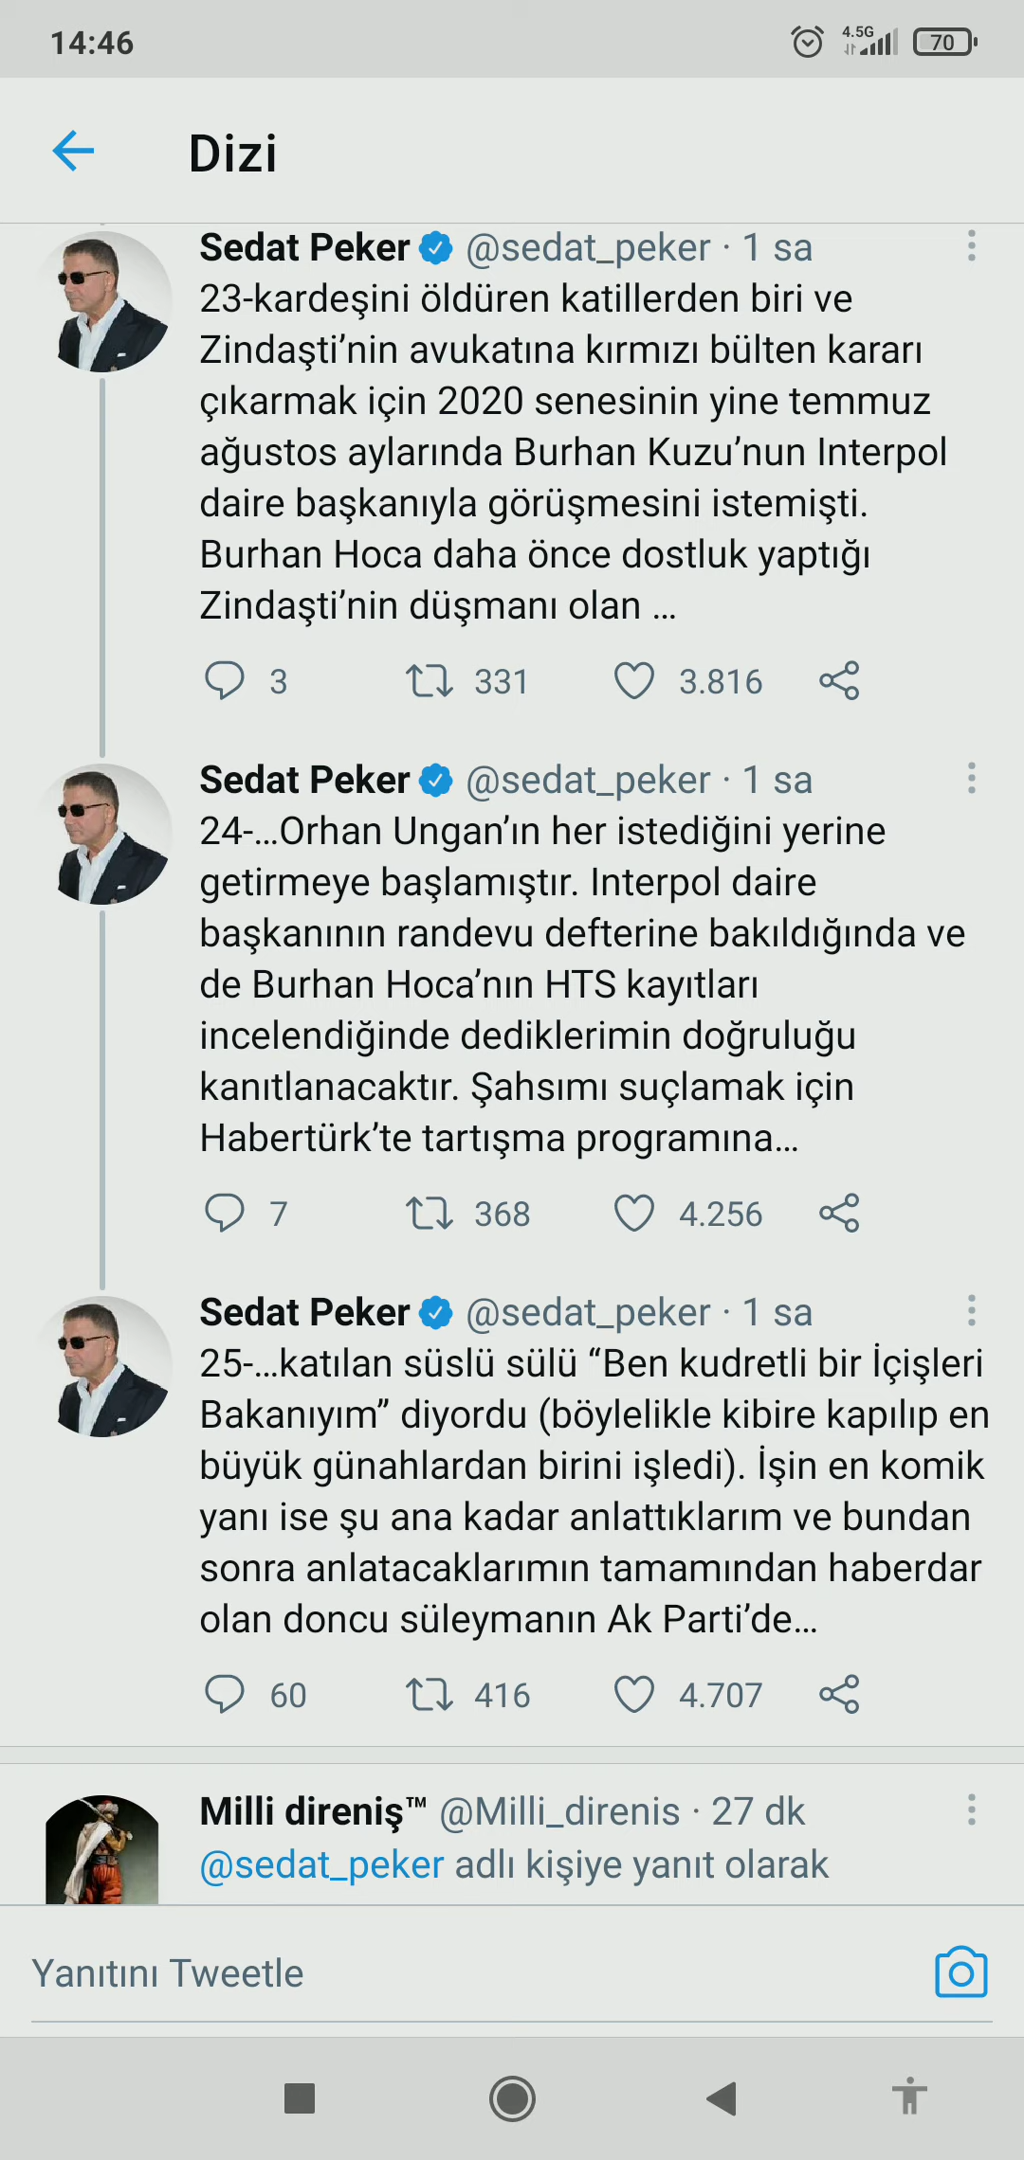 14:46
4.5G
70
Dizi
Sedat Peker @sedat_peker · 1 sa
23-kardeşini öldüren katillerden biri ve
Zindaşti’nin avukatına kırmızı bülten kararı
çıkarmak için 2020 senesinin yine temmuz
ağustos aylarında Burhan Kuzu’nun Interpol
daire başkanıyla görüşmesini istemişti.
Burhan Hoca daha önce dostluk yaptığı
Zindaşti’nin düşmanı olan ...
3 331 3.816
Sedat Peker @sedat_peker · 1 sa
24-...Orhan Ungan’ın her istediğini yerine
getirmeye başlamıştır. Interpol daire
başkanının randevu defterine bakıldığında ve
de Burhan Hoca’nın HTS kayıtları
incelendiğinde dediklerimin doğruluğu
kanıtlanacaktır. Şahsımı suçlamak için
Habertürk’te tartışma programına...
7 368 4.256
Sedat Peker @sedat_peker · 1 sa
25-...katılan süslü sülü “Ben kudretli bir İçişleri
Bakanıyım” diyordu (böylelikle kibire kapılıp en
büyük günahlardan birini işledi). İşin en komik
yanı ise şu ana kadar anlattıklarım ve bundan
sonra anlatacaklarımın tamamından haberdar
olan doncu süleymanın Ak Parti’de...
60 416 4.707
Milli direniş™ @Milli_direnis · 27 dk
@sedat_peker adlı kişiye yanıt olarak
Yanıtını Tweetle